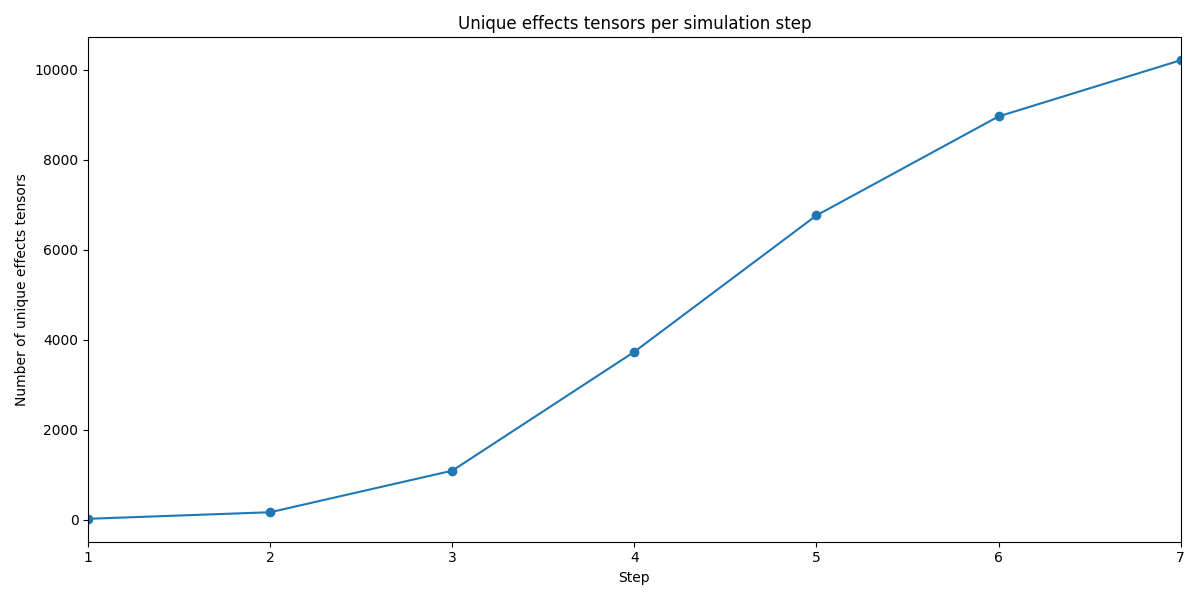 Unique effects tensors per simulation step
10000
8000
6000
4000
2000
0
Number of unique effects tensors
1 2 3 4 5 6 7
Step